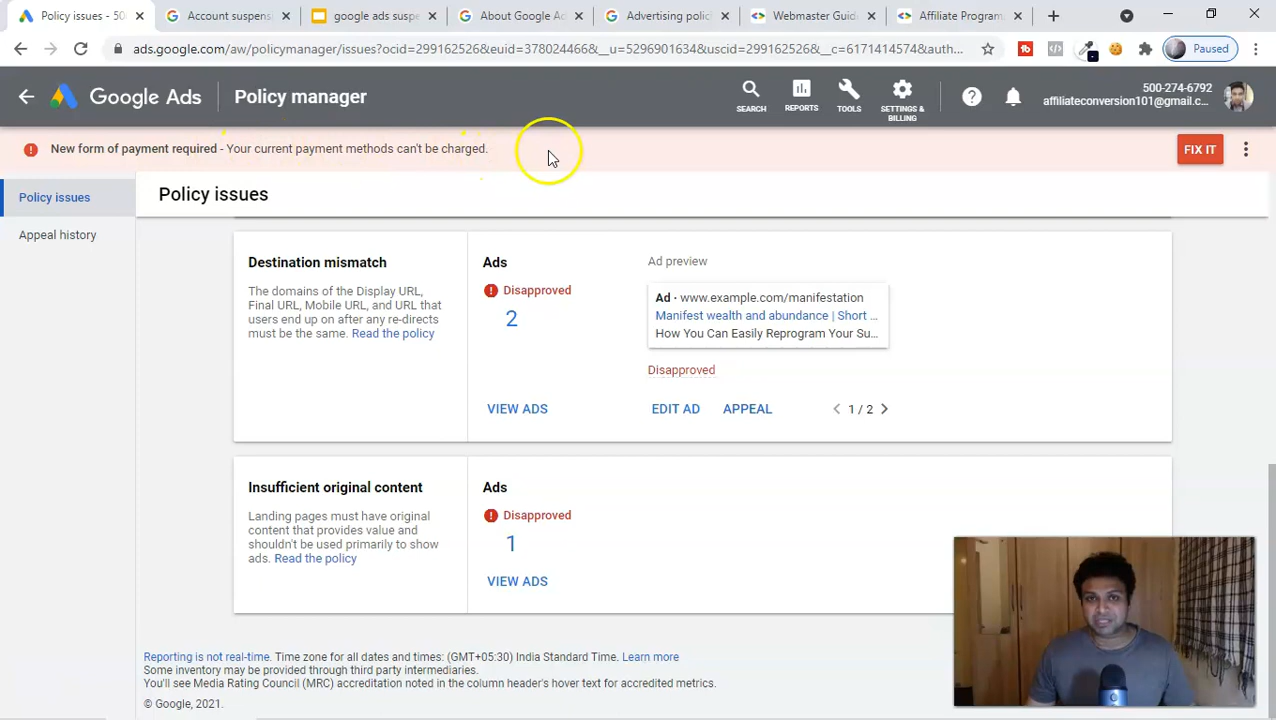 Policy issues - 50
Account suspens
google ads suspe
About Google Ad
Advertising polic
Webmaster Guid
Affiliate Program
ads.google.com/aw/policymanager/issues?ocid=299162526&euid=378024466&__u=5296901634&uscid=299162526&__c=6171414574&auth...
Paused
Google Ads
Policy manager
SEARCH
REPORTS
TOOLS
SETTINGS & BILLING
500-274-6792
affiliateconversion101@gmail.c...
New form of payment required - Your current payment methods can't be charged.
FIX IT
Policy issues
Appeal history
Policy issues
Destination mismatch
The domains of the Display URL,
Final URL, Mobile URL, and URL that
users end up on after any re-directs
must be the same. Read the policy
Ads
Disapproved
2
VIEW ADS
Ad preview
Ad · www.example.com/manifestation
Manifest wealth and abundance | Short ...
How You Can Easily Reprogram Your Su...
Disapproved
EDIT AD
APPEAL
1 / 2
Insufficient original content
Landing pages must have original
content that provides value and
shouldn't be used primarily to show
ads. Read the policy
Ads
Disapproved
1
VIEW ADS
Reporting is not real-time. Time zone for all dates and times: (GMT+05:30) India Standard Time. Learn more
Some inventory may be provided through third party intermediaries.
You'll see Media Rating Council (MRC) accreditation noted in the column header's hover text for accredited metrics.
© Google, 2021.